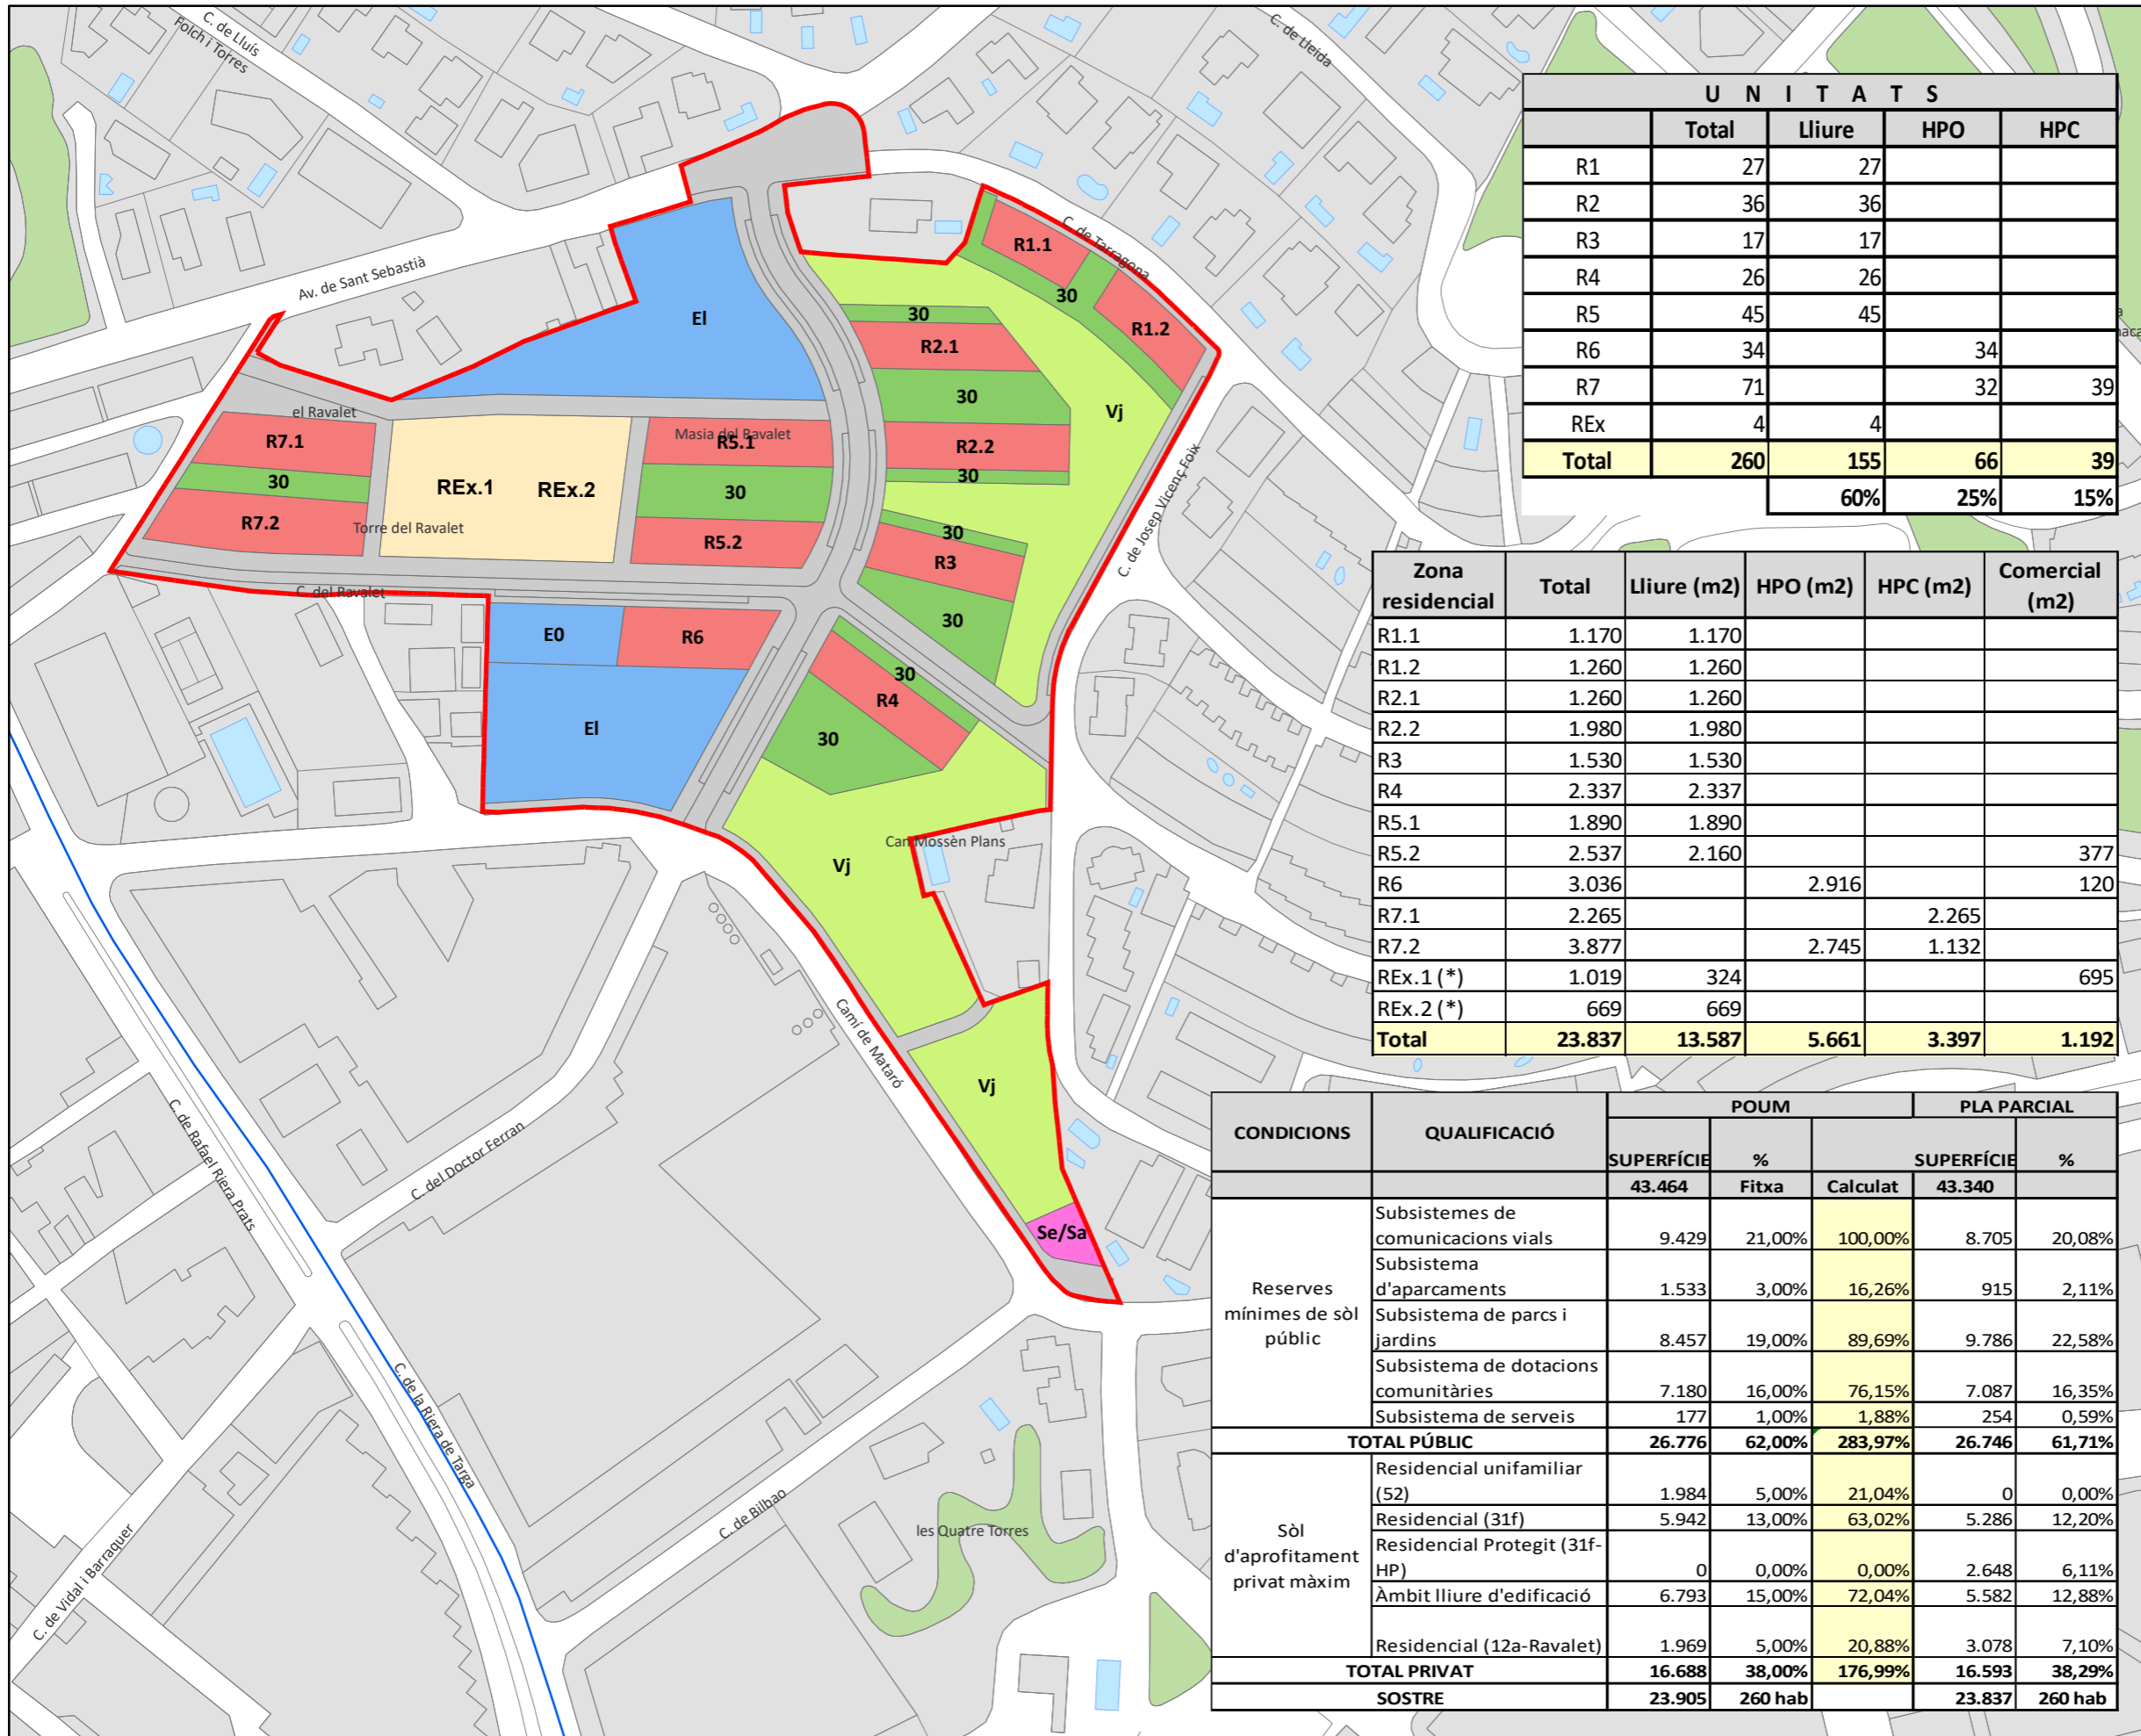 C. de Lluís
Folch i Torres
C. de Lleida
Av. de Sant Sebastià
C. de Tarragona
R1.1
30
R1.2
El
30
R2.1
30
Vj
el Ravalet
R7.1
30
R7.2
REx.1
REx.2
Torre del Ravalet
Masia del Ravalet
R5.1
30
R5.2
R2.2
30
30
R3
30
C. de Josep Vicenç Foix
C. del Ravalet
E0
R6
El
30
R4
30
Vj
Can Mossèn Plans
Camí de Mataró
Vj
Se/Sa
C. de Rafael Riera Prats
C. del Doctor Ferran
C. de la Riera de Targa
C. de Bilbao
C. de Vidal i Barraquer
les Quatre Torres
U N I T A T S
Total Lliure HPO HPC
R1 27 27
R2 36 36
R3 17 17
R4 26 26
R5 45 45
R6 34 34
R7 71 32 39
REx 4 4
Total 260 155 66 39
60% 25% 15%
Zona residencial Total Lliure (m2) HPO (m2) HPC (m2) Comercial (m2)
R1.1 1.170 1.170
R1.2 1.260 1.260
R2.1 1.260 1.260
R2.2 1.980 1.980
R3 1.530 1.530
R4 2.337 2.337
R5.1 1.890 1.890
R5.2 2.537 2.160 377
R6 3.036 2.916 120
R7.1 2.265 2.265
R7.2 3.877 2.745 1.132
REx.1 (*) 1.019 324 695
REx.2 (*) 669 669
Total 23.837 13.587 5.661 3.397 1.192
CONDICIONS QUALIFICACIÓ POUM PLA PARCIAL
SUPERFÍCIE % SUPERFÍCIE %
43.464 Fitxa Calculat 43.340
Reserves
mínimes de sòl
públic
Subsistemes de
comunicacions vials 9.429 21,00% 100,00% 8.705 20,08%
Subsistema
d'aparcaments 1.533 3,00% 16,26% 915 2,11%
Subsistema de parcs i
jardins 8.457 19,00% 89,69% 9.786 22,58%
Subsistema de dotacions
comunitàries 7.180 16,00% 76,15% 7.087 16,35%
Subsistema de serveis 177 1,00% 1,88% 254 0,59%
TOTAL PÚBLIC 26.776 62,00% 283,97% 26.746 61,71%
Sòl
d'aprofitament
privat màxim
Residencial unifamiliar
(52) 1.984 5,00% 21,04% 0 0,00%
Residencial (31f) 5.942 13,00% 63,02% 5.286 12,20%
Residencial Protegit (31f-
HP) 0 0,00% 0,00% 2.648 6,11%
Àmbit lliure d'edificació 6.793 15,00% 72,04% 5.582 12,88%
Residencial (12a-Ravalet) 1.969 5,00% 20,88% 3.078 7,10%
TOTAL PRIVAT 16.688 38,00% 176,99% 16.593 38,29%
SOSTRE 23.905 260 hab 23.837 260 hab